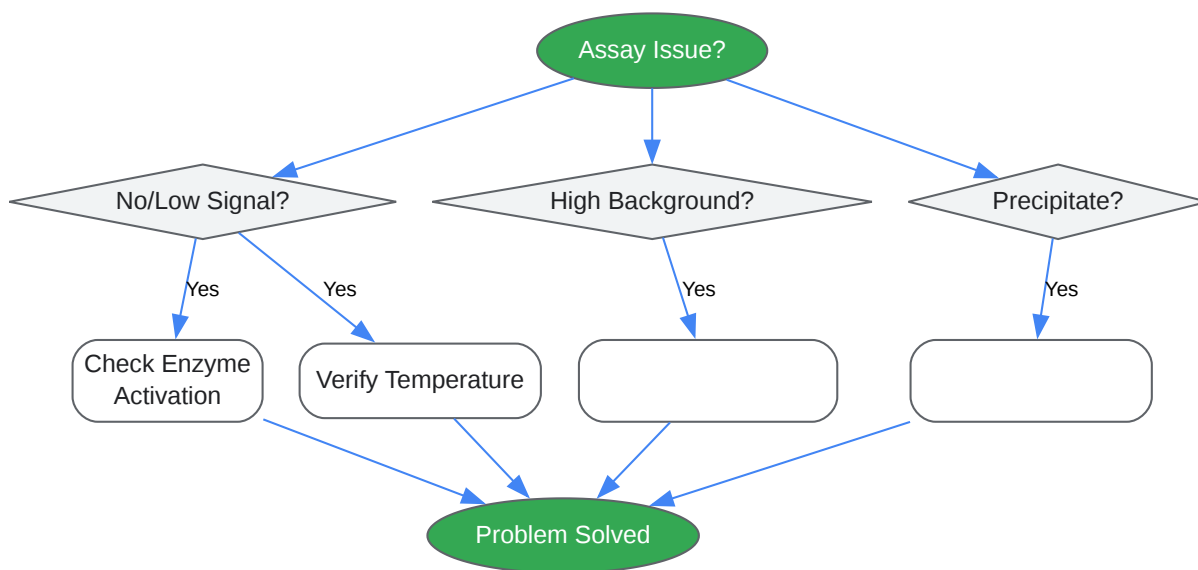 Assay Issue?
No/Low Signal?
High Background?
Precipitate?
Yes
Yes
Yes
Yes
Check Enzyme
Activation
Verify Temperature
Problem Solved